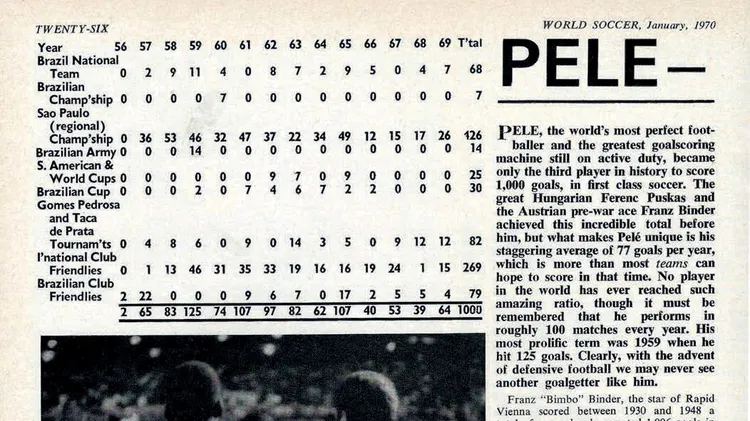 TWENTY-SIX
WORLD SOCCER, January, 1970
Year 56 57 58 59 60 61 62 63 64 65 66 67 68 69 T'tal
Brazil National
Team 0 2 9 11 4 0 8 7 2 9 5 0 4 7 68
Brazilian
Champ'ship 0 0 0 0 7 0 0 0 0 0 0 0 0 0 7
Sao Paulo
(regional)
Champ'ship 0 36 53 46 32 47 37 22 34 49 12 15 17 26 426
Brazilian Army 0 0 0 14 0 0 0 0 0 0 0 0 0 0 14
S. American &
World Cups 0 0 0 0 0 0 9 7 0 9 0 0 0 0 25
Brazilian Cup 0 0 0 2 0 7 4 6 7 2 2 0 0 0 30
Gomes Pedrosa
and Taca
de Prata
Tournam'ts 0 4 8 6 0 9 0 14 3 5 0 9 12 12 82
I'national Club
Friendlies 0 1 13 46 31 35 33 19 16 16 19 24 1 15 269
Brazilian Club
Friendlies 2 22 0 0 0 9 6 7 0 17 2 5 5 4 79
2 65 83 125 74 107 97 82 62 107 40 53 39 64 1000
PELE—
PELE, the world's most perfect foot-
baller and the greatest goalscoring
machine still on active duty, became
only the third player in history to score
1,000 goals, in first class soccer. The
great Hungarian Ferenc Puskas and
the Austrian pre-war ace Franz Binder
achieved this incredible total before
him, but what makes Pelé unique is his
staggering average of 77 goals per year,
which is more than most teams can
hope to score in that time. No player
in the world has ever reached such
amazing ratio, though it must be
remembered that he performs in
roughly 100 matches every year. His
most prolific term was 1959 when he
hit 125 goals. Clearly, with the advent
of defensive football we may never see
another goalgetter like him.
Franz "Bimbo" Binder, the star of Rapid
Vienna scored between 1930 and 1948 a